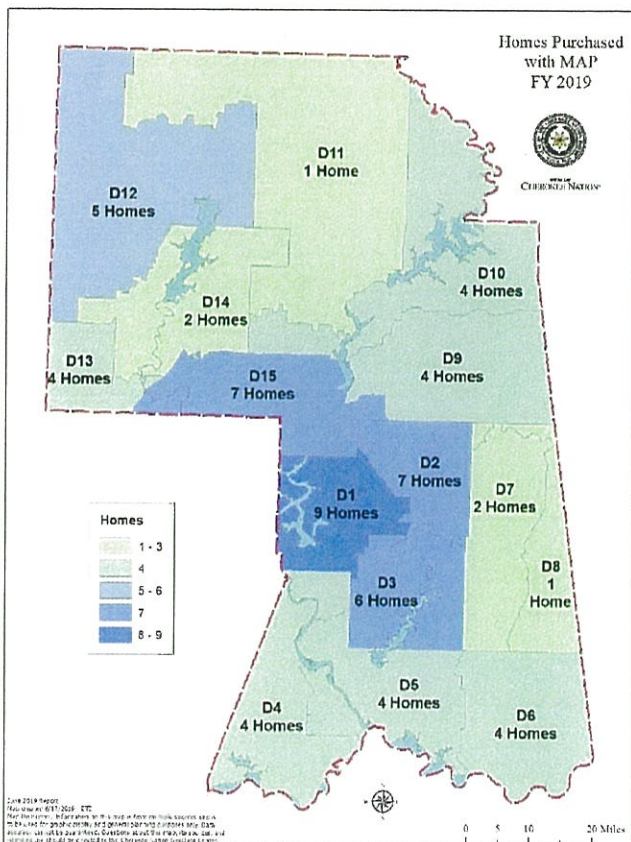 Homes Purchased
with MAP
FY 2019
CHEROKEE NATION®
D11
1 Home
D12
5 Homes
D10
4 Homes
D14
2 Homes
D13
4 Homes
D9
4 Homes
D15
7 Homes
D2
7 Homes
D7
2 Homes
D1
9 Homes
D8
1
Home
D3
6 Homes
Homes
1 - 3
4
5 - 6
7
8 - 9
D5
4 Homes
D4
4 Homes
D6
4 Homes
June 2019 Report
0 5 10 20 Miles